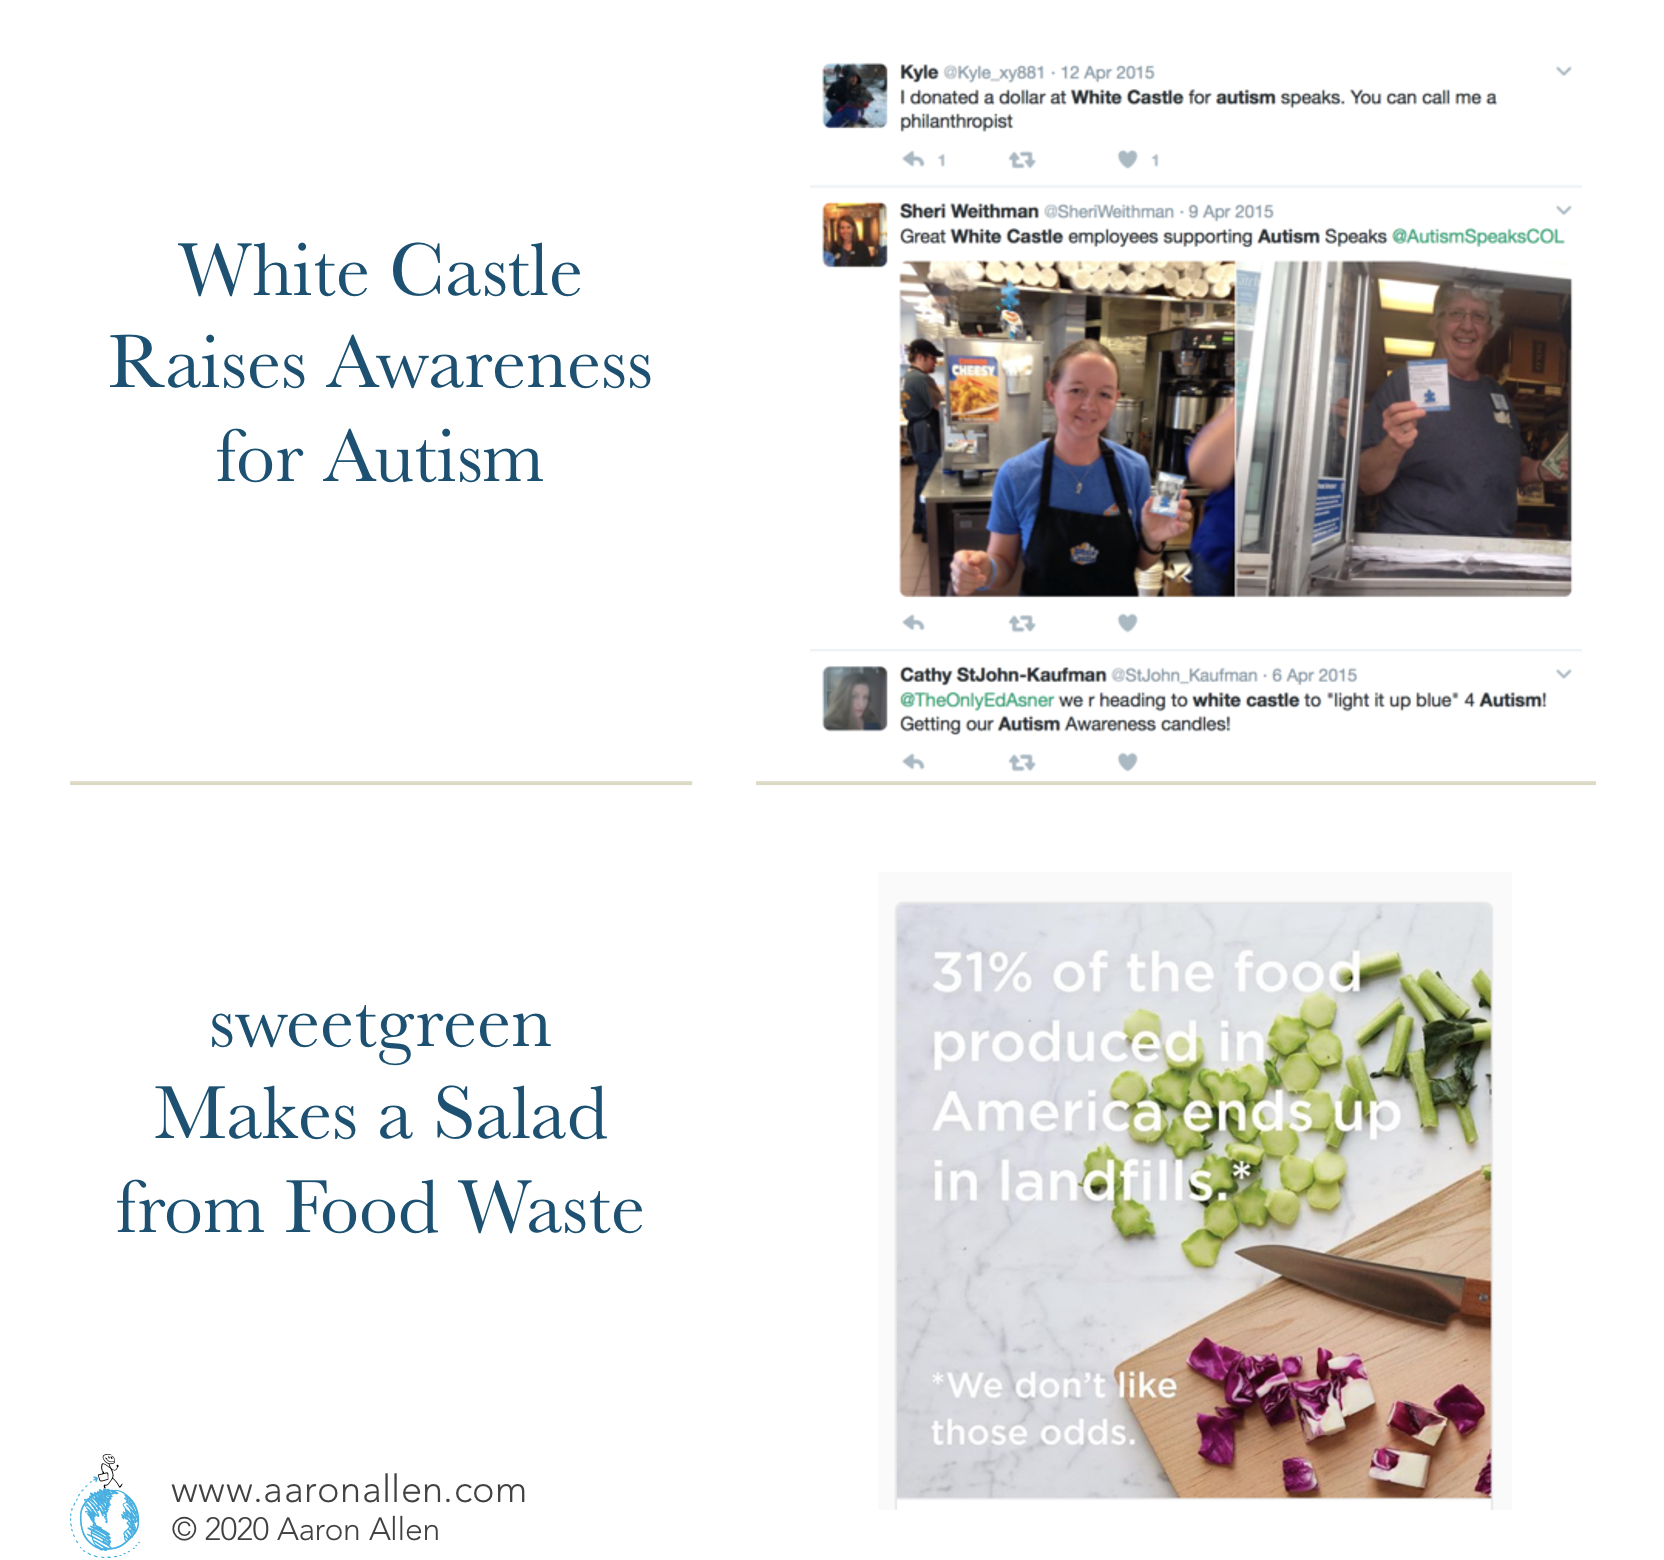 White Castle
Raises Awareness
for Autism
Kyle @Kyle_xy881 · 12 Apr 2015
I donated a dollar at White Castle for autism speaks. You can call me a
philanthropist
1
1
Sheri Weithman @SheriWeithman · 9 Apr 2015
Great White Castle employees supporting Autism Speaks @AutismSpeaksCOL
CHEESY
Cathy StJohn-Kaufman @StJohn_Kaufman · 6 Apr 2015
@TheOnlyEdAsner we r heading to white castle to "light it up blue" 4 Autism!
Getting our Autism Awareness candles!
sweetgreen
Makes a Salad
from Food Waste
31% of the food
produced in
America ends up
in landfills.*
*We don't like
those odds.
www.aaronallen.com
© 2020 Aaron Allen